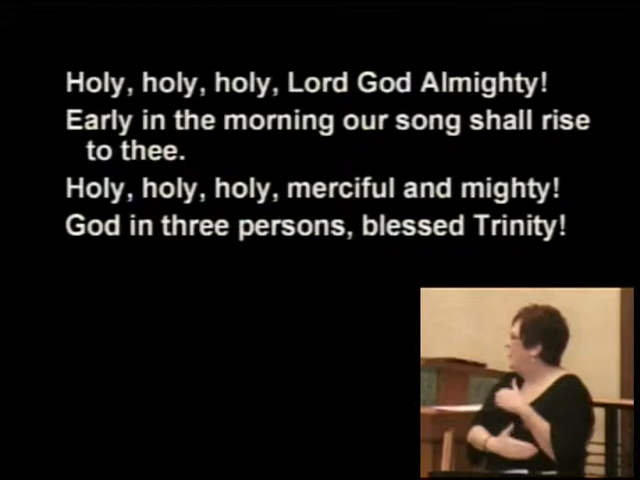 Holy, holy, holy, Lord God Almighty!
Early in the morning our song shall rise
to thee.
Holy, holy, holy, merciful and mighty!
God in three persons, blessed Trinity!